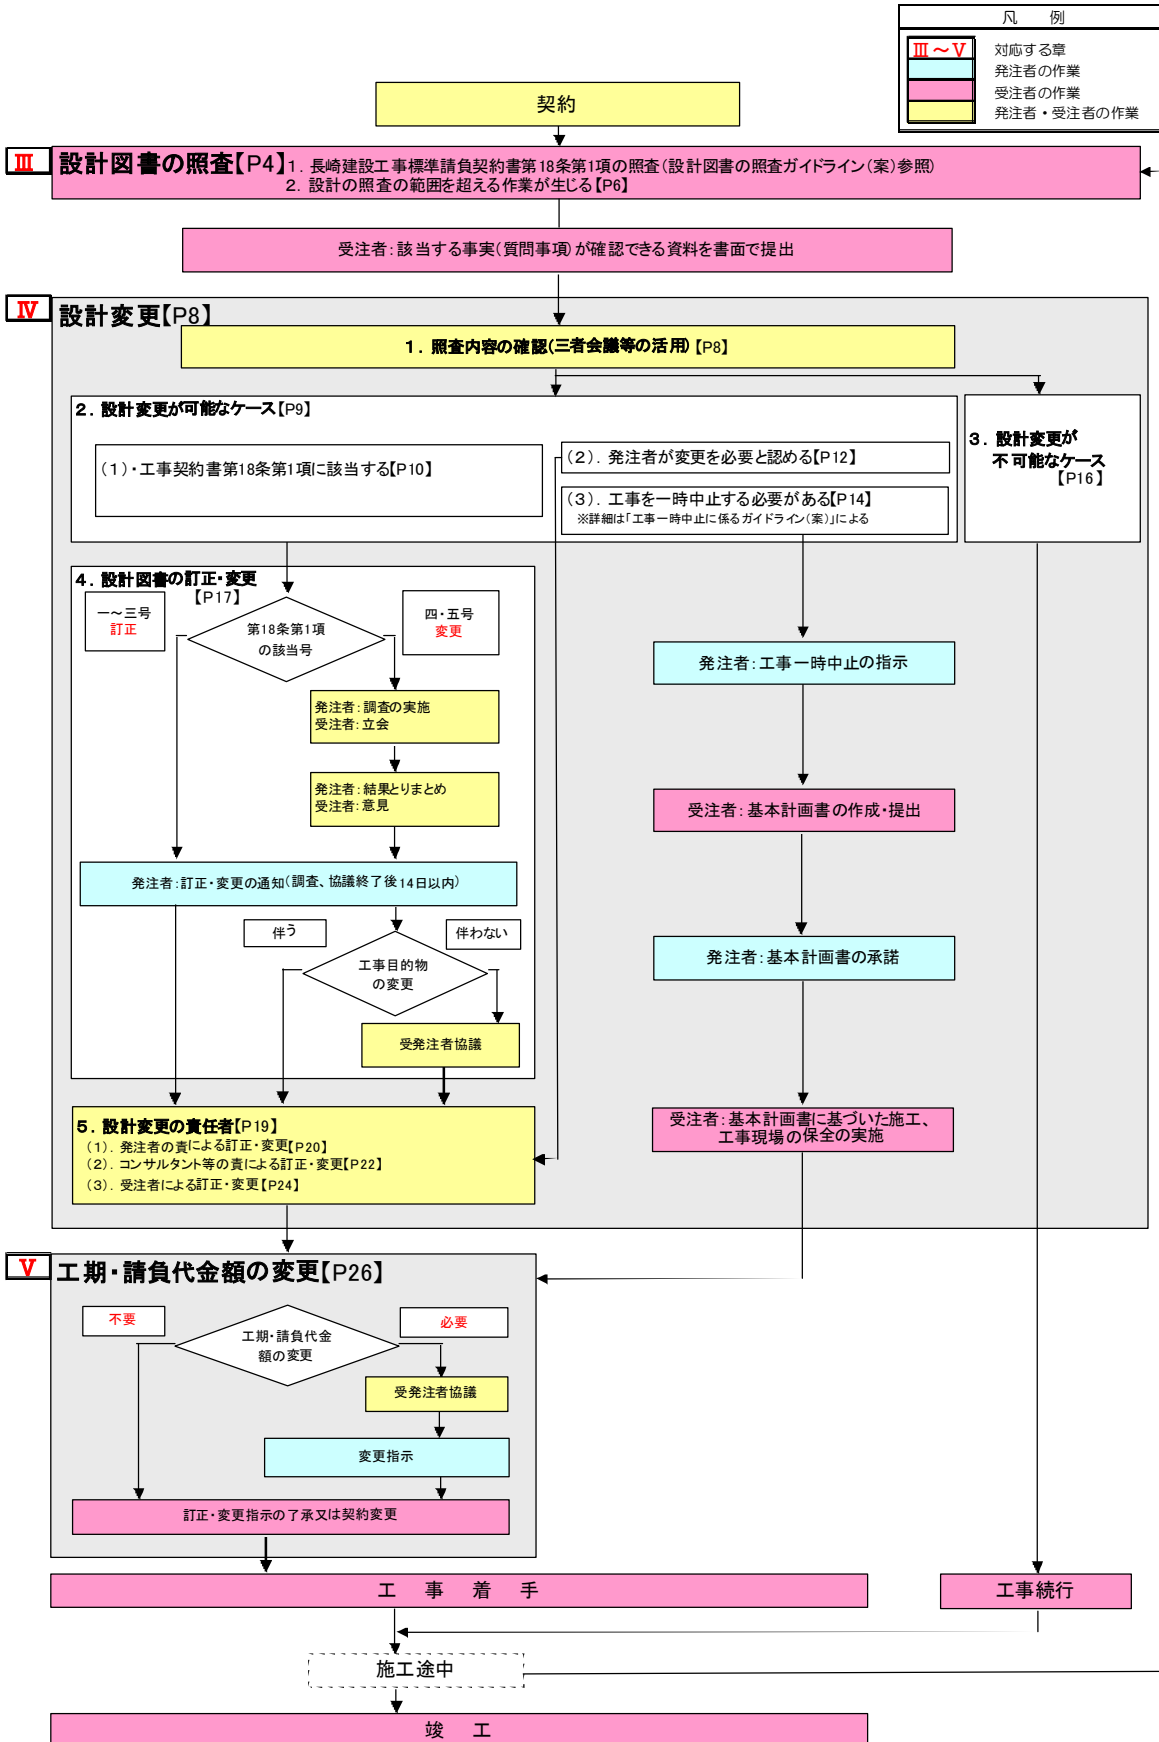 凡　例
Ⅲ～Ⅴ 対応する章
発注者の作業
受注者の作業
発注者・受注者の作業
契約
Ⅲ 設計図書の照査【P4】 1．長崎建設工事標準請負契約書第18条第1項の照査(設計図書の照査ガイドライン(案)参照)
2．設計の照査の範囲を超える作業が生じる【P6】
受注者：該当する事実(質問事項)が確認できる資料を書面で提出
Ⅳ 設計変更【P8】
1．照査内容の確認(三者会議等の活用)【P8】
2．設計変更が可能なケース【P9】
(1)・工事契約書第18条第1項に該当する【P10】
(2)．発注者が変更を必要と認める【P12】
(3)．工事を一時中止する必要がある【P14】
※詳細は「工事一時中止に係るガイドライン(案)」による
3．設計変更が
不可能なケース
【P16】
4．設計図書の訂正・変更
【P17】
一～三号
訂正
第18条第1項
の該当号
四・五号
変更
発注者：調査の実施
受注者：立会
発注者：結果とりまとめ
受注者：意見
発注者：訂正・変更の通知(調査、協議終了後14日以内)
伴う
伴わない
工事目的物
の変更
受発注者協議
発注者：工事一時中止の指示
受注者：基本計画書の作成・提出
発注者：基本計画書の承諾
受注者：基本計画書に基づいた施工、
工事現場の保全の実施
5．設計変更の責任者【P19】
(1)．発注者の責による訂正・変更【P20】
(2)．コンサルタント等の責による訂正・変更【P22】
(3)．受注者による訂正・変更【P24】
Ⅴ 工期・請負代金額の変更【P26】
不要
工期・請負代金
額の変更
必要
受発注者協議
変更指示
訂正・変更指示の了承又は契約変更
工　事　着　手
工事続行
施工途中
竣　工